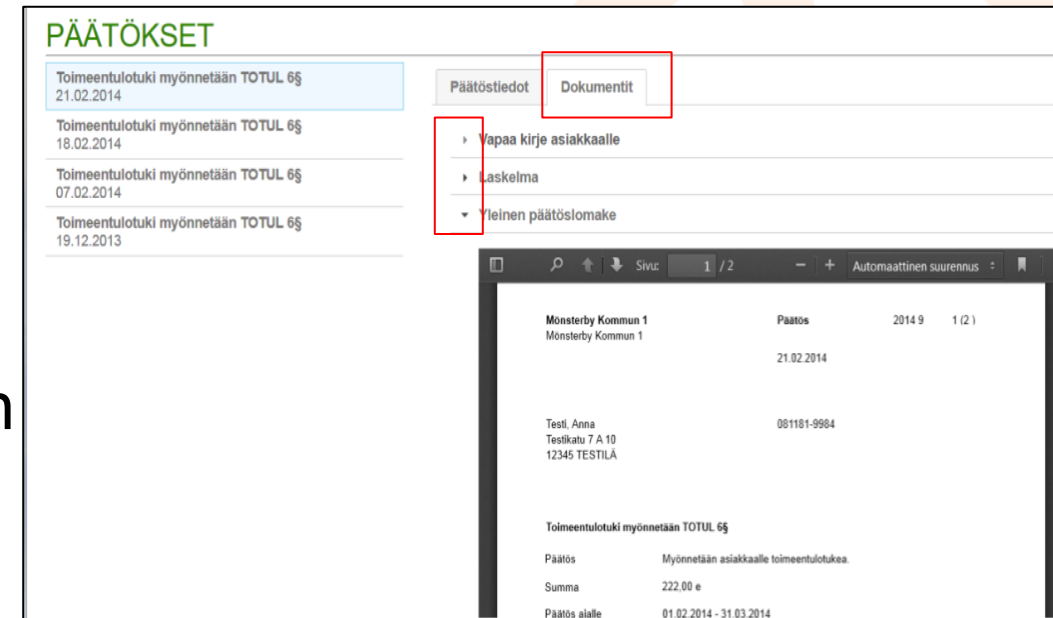 PÄÄTÖKSET
Toimeentulotuki myönnetään TOTUL 6§
21.02.2014
Toimeentulotuki myönnetään TOTUL 6§
18.02.2014
Toimeentulotuki myönnetään TOTUL 6§
07.02.2014
Toimeentulotuki myönnetään TOTUL 6§
19.12.2013
n
Päätöstiedot Dokumentit
Vapaa kirje asiakkaalle
Laskelma
Yleinen päätöslomake
Sivu: 1 / 2 − + Automaattinen suurennus
Mönsterby Kommun 1 Päätös 2014 9 1 (2 )
Mönsterby Kommun 1
21.02.2014
Testi, Anna 081181-9984
Testikatu 7 A 10
12345 TESTILÄ
Toimeentulotuki myönnetään TOTUL 6§
Päätös Myönnetään asiakkaalle toimeentulotukea.
Summa 222,00 e
Päätös ajalle 01.02.2014 - 31.03.2014